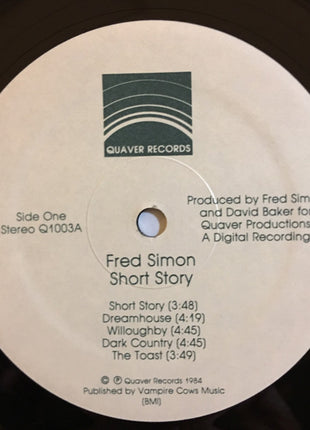 QUAVER RECORDS
Side One
Stereo Q1003A
Produced by Fred Sim
and David Baker for
Quaver Productions
A Digital Recording
Fred Simon
Short Story
Short Story (3:48)
Dreamhouse (4:19)
Willoughby (4:45)
Dark Country (4:45)
The Toast (3:49)
© ℗ Quaver Records 1984
Published by Vampire Cows Music
(BMI)